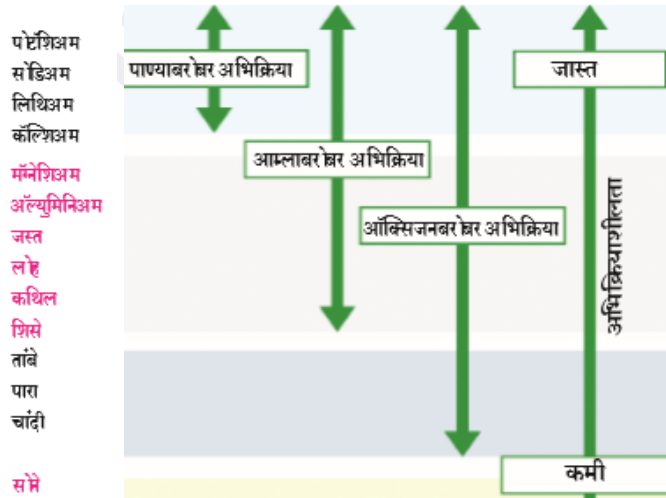 पोटॅशिअम
सोडिअम
लिथिअम
कॅल्शिअम
मॅग्नेशिअम
अ‍ॅल्युमिनिअम
जस्त
लोह
कथिल
शिसे
तांबे
पारा
चांदी
सोने
पाण्याबरोबर अभिक्रिया
आम्लाबरोबर अभिक्रिया
ऑक्सिजनबरोबर अभिक्रिया
जास्त
अभिक्रियाशीलता
कमी